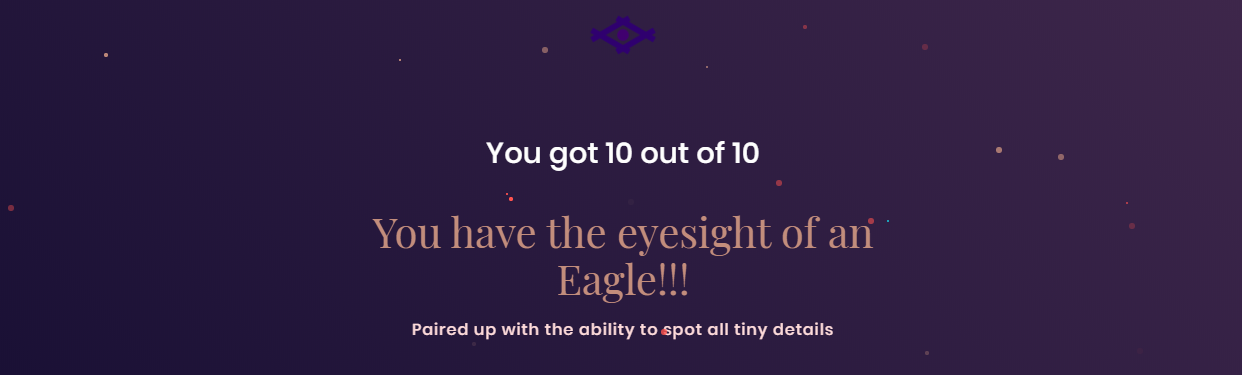 You got 10 out of 10
You have the eyesight of an
Eagle!!!
Paired up with the ability to spot all tiny details